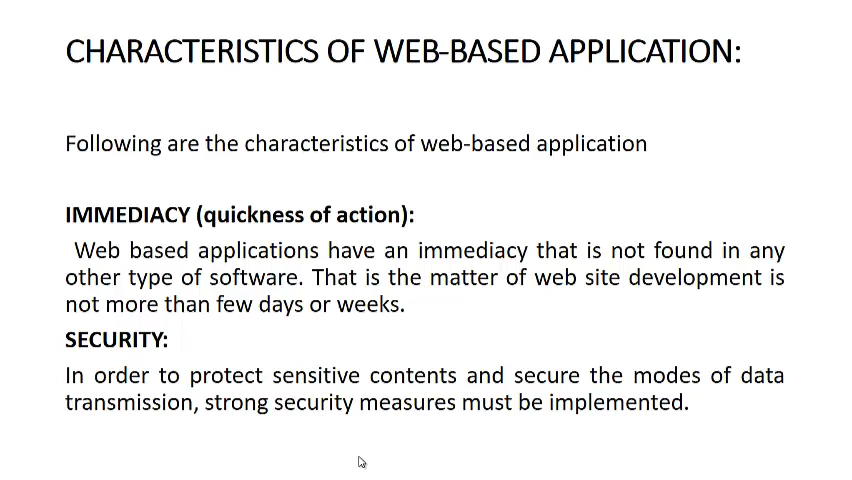 CHARACTERISTICS OF WEB-BASED APPLICATION:
Following are the characteristics of web-based application
IMMEDIACY (quickness of action):
Web based applications have an immediacy that is not found in any
other type of software. That is the matter of web site development is
not more than few days or weeks.
SECURITY:
In order to protect sensitive contents and secure the modes of data
transmission, strong security measures must be implemented.